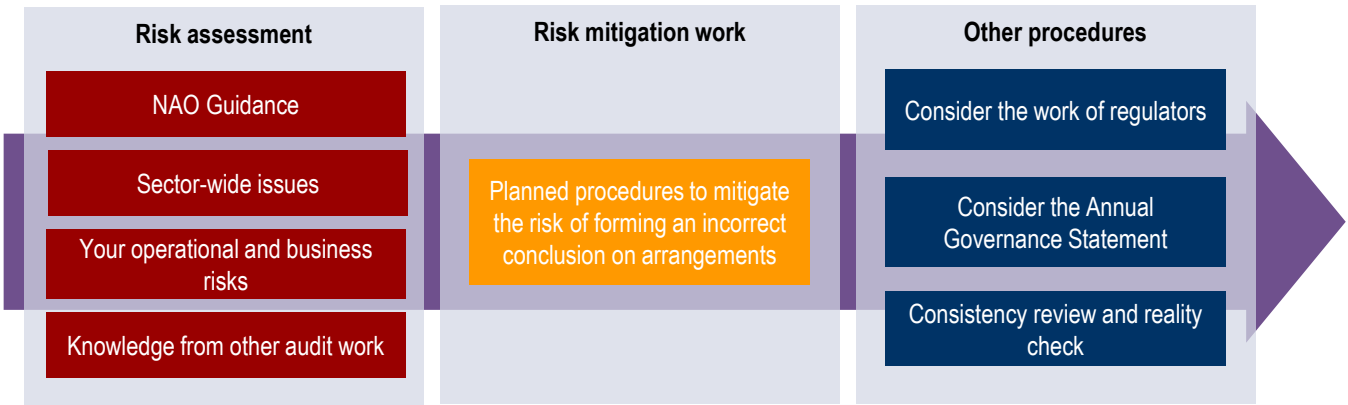 Risk assessment
NAO Guidance
Sector-wide issues
Your operational and business
risks
Knowledge from other audit work
Risk mitigation work
Planned procedures to mitigate
the risk of forming an incorrect
conclusion on arrangements
Other procedures
Consider the work of regulators
Consider the Annual
Governance Statement
Consistency review and reality
check